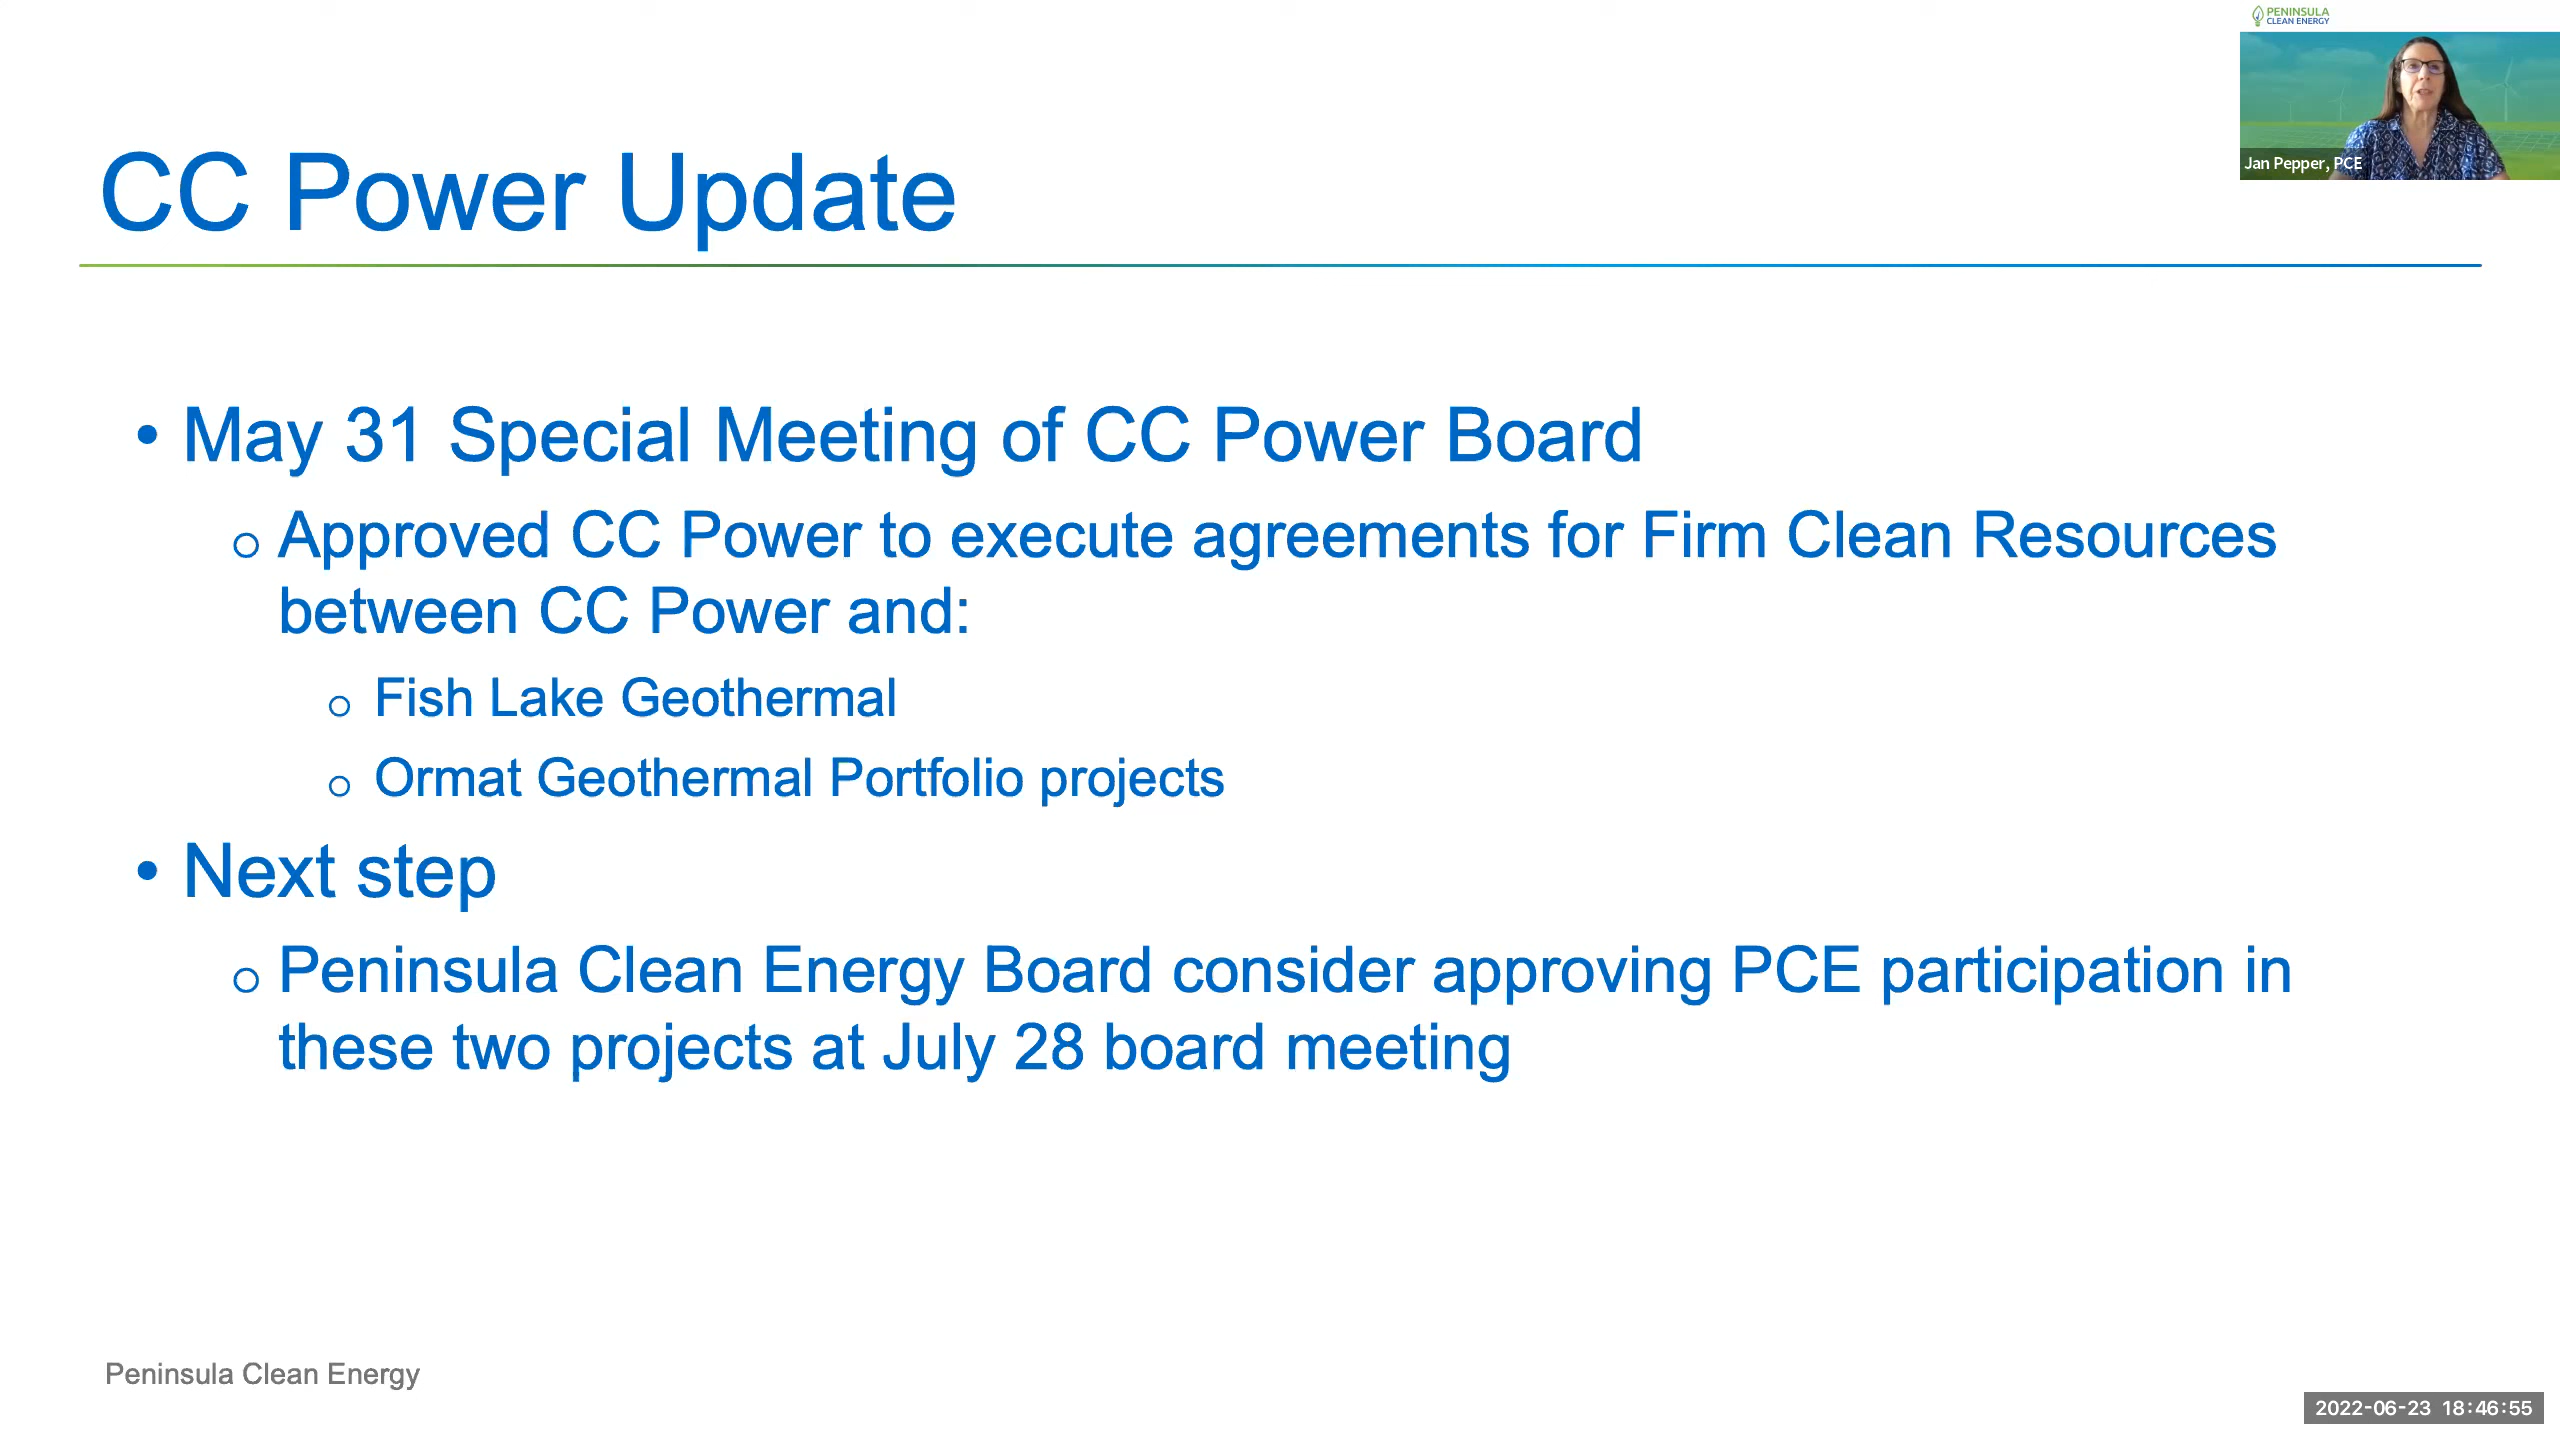 PENINSULA
CLEAN ENERGY
Jan Pepper, PCE
CC Power Update
• May 31 Special Meeting of CC Power Board
o Approved CC Power to execute agreements for Firm Clean Resources
between CC Power and:
o Fish Lake Geothermal
o Ormat Geothermal Portfolio projects
• Next step
o Peninsula Clean Energy Board consider approving PCE participation in
these two projects at July 28 board meeting
Peninsula Clean Energy
2022-06-23 18:46:55